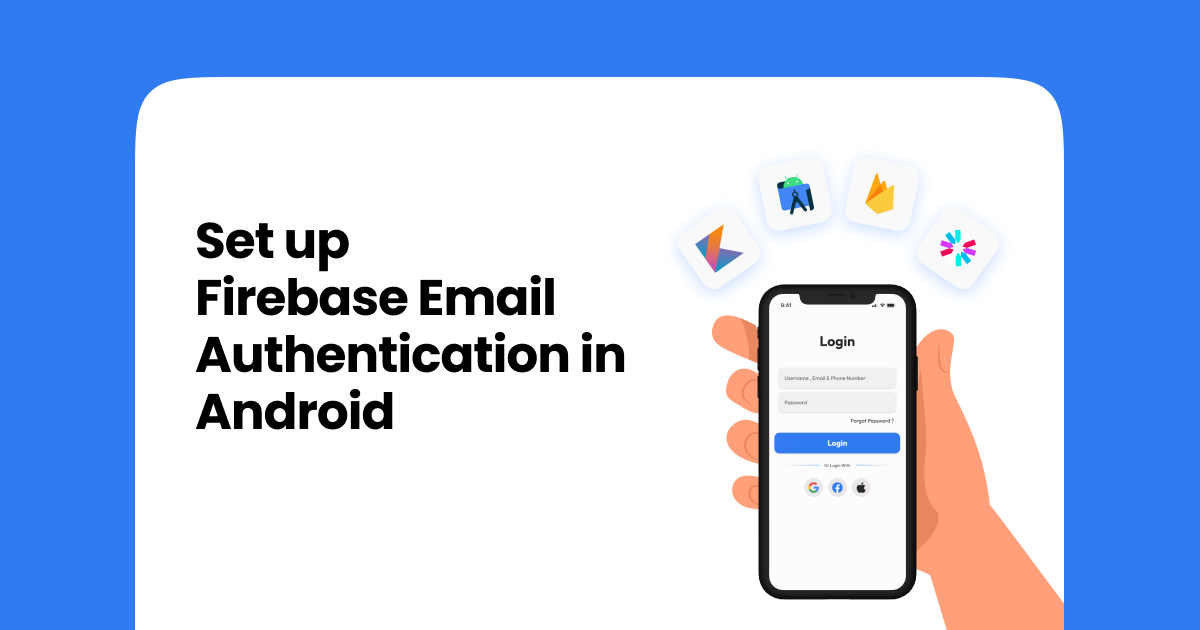 Set up
Firebase Email
Authentication in
Android
9:41
Login
Username , Email & Phone Number
Password
Forgot Password ?
Login
Or Login With